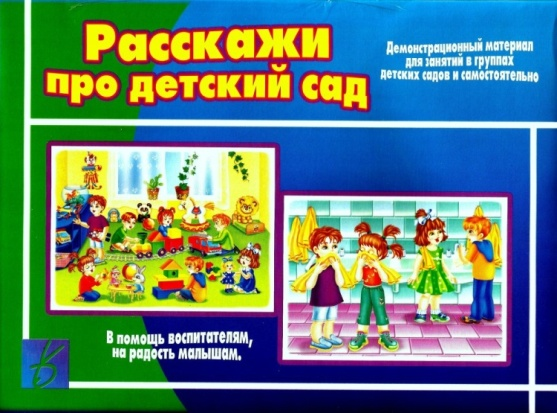 Расскажи
про детский сад
Демонстрационный материал
для занятий в группах
детских садов и самостоятельно
В помощь воспитателям,
на радость малышам.